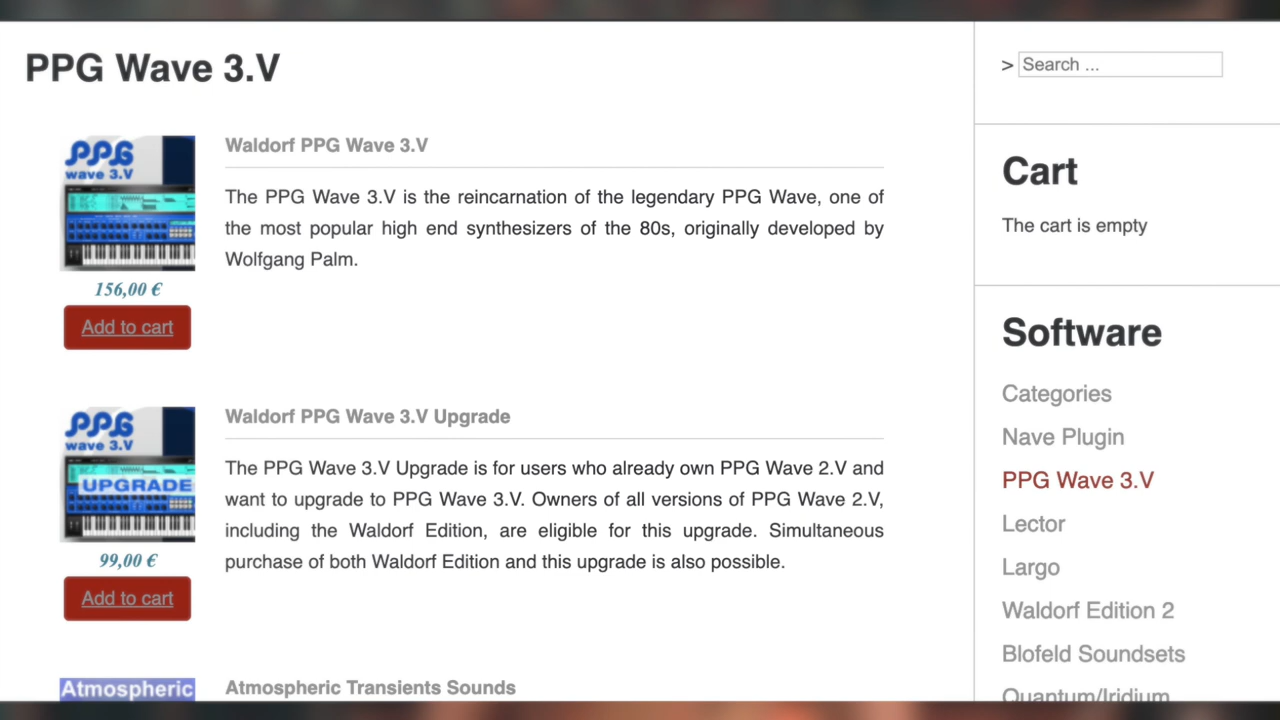 PPG Wave 3.V
PPG
wave 3.V
156,00 €
Add to cart
Waldorf PPG Wave 3.V
The PPG Wave 3.V is the reincarnation of the legendary PPG Wave, one of
the most popular high end synthesizers of the 80s, originally developed by
Wolfgang Palm.
PPG
wave 3.V
UPGRADE
99,00 €
Add to cart
Waldorf PPG Wave 3.V Upgrade
The PPG Wave 3.V Upgrade is for users who already own PPG Wave 2.V and
want to upgrade to PPG Wave 3.V. Owners of all versions of PPG Wave 2.V,
including the Waldorf Edition, are eligible for this upgrade. Simultaneous
purchase of both Waldorf Edition and this upgrade is also possible.
Atmospheric
Atmospheric Transients Sounds
> Search ...
Cart
The cart is empty
Software
Categories
Nave Plugin
PPG Wave 3.V
Lector
Largo
Waldorf Edition 2
Blofeld Soundsets
Quantum/Iridium